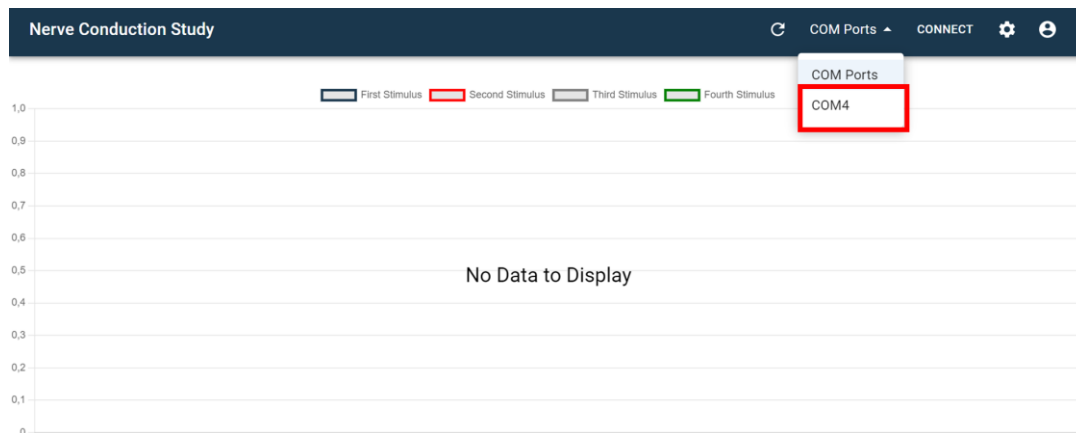 Nerve Conduction Study
COM Ports
CONNECT
COM Ports
COM4
First Stimulus
Second Stimulus
Third Stimulus
Fourth Stimulus
1,0
0,9
0,8
0,7
0,6
0,5
No Data to Display
0,4
0,3
0,2
0,1
0